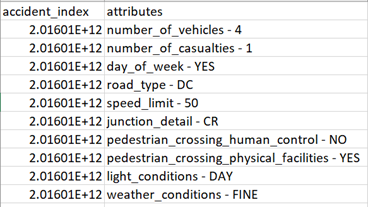 accident_index attributes
2.01601E+12 number_of_vehicles - 4
2.01601E+12 number_of_casualties - 1
2.01601E+12 day_of_week - YES
2.01601E+12 road_type - DC
2.01601E+12 speed_limit - 50
2.01601E+12 junction_detail - CR
2.01601E+12 pedestrian_crossing_human_control - NO
2.01601E+12 pedestrian_crossing_physical_facilities - YES
2.01601E+12 light_conditions - DAY
2.01601E+12 weather_conditions - FINE